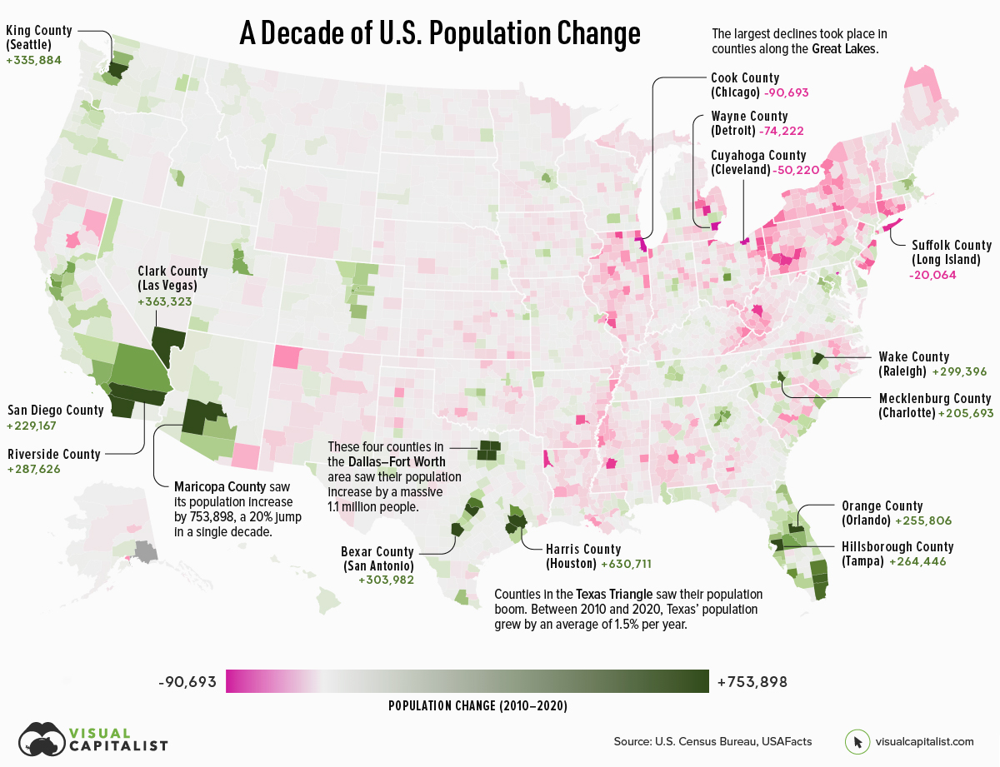 A Decade of U.S. Population Change
King County
(Seattle)
+335,884
The largest declines took place in
counties along the Great Lakes.
Cook County
(Chicago) -90,693
Wayne County
(Detroit) -74,222
Cuyahoga County
(Cleveland) -50,220
Suffolk County
(Long Island)
-20,064
Clark County
(Las Vegas)
+363,323
Wake County
(Raleigh) +299,396
Mecklenburg County
(Charlotte) +205,693
San Diego County
+229,167
Riverside County
+287,626
Maricopa County saw
its population increase
by 753,898, a 20% jump
in a single decade.
These four counties in
the Dallas–Fort Worth
area saw their population
increase by a massive
1.1 million people.
Bexar County
(San Antonio)
+303,982
Harris County
(Houston) +630,711
Orange County
(Orlando) +255,806
Hillsborough County
(Tampa) +264,446
Counties in the Texas Triangle saw their population
boom. Between 2010 and 2020, Texas' population
grew by an average of 1.5% per year.
-90,693
+753,898
POPULATION CHANGE (2010–2020)
VISUAL
CAPITALIST
Source: U.S. Census Bureau, USAFacts
visualcapitalist.com